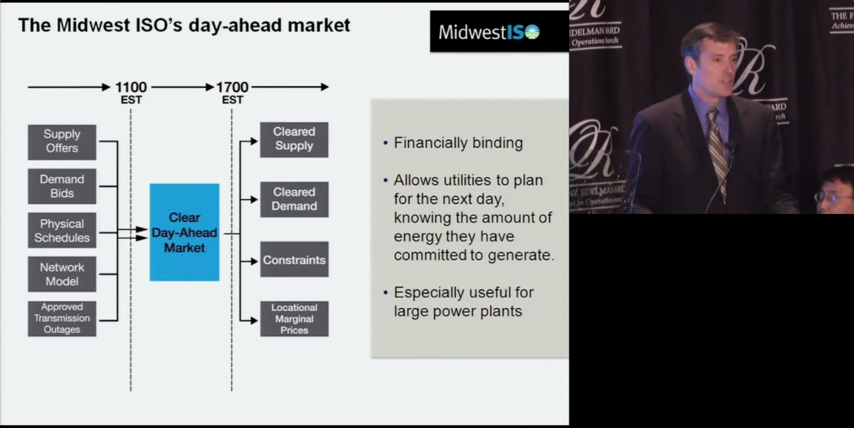 The Midwest ISO's day-ahead market
MidwestISO
1100
EST
1700
EST
Supply
Offers
Demand
Bids
Physical
Schedules
Network
Model
Approved
Transmission
Outages
Clear
Day-Ahead
Market
Cleared
Supply
Cleared
Demand
Constraints
Locational
Marginal
Prices
• Financially binding
• Allows utilities to plan
for the next day,
knowing the amount of
energy they have
committed to generate.
• Especially useful for
large power plants
EDELMAN
THE F
Achiev
R
R